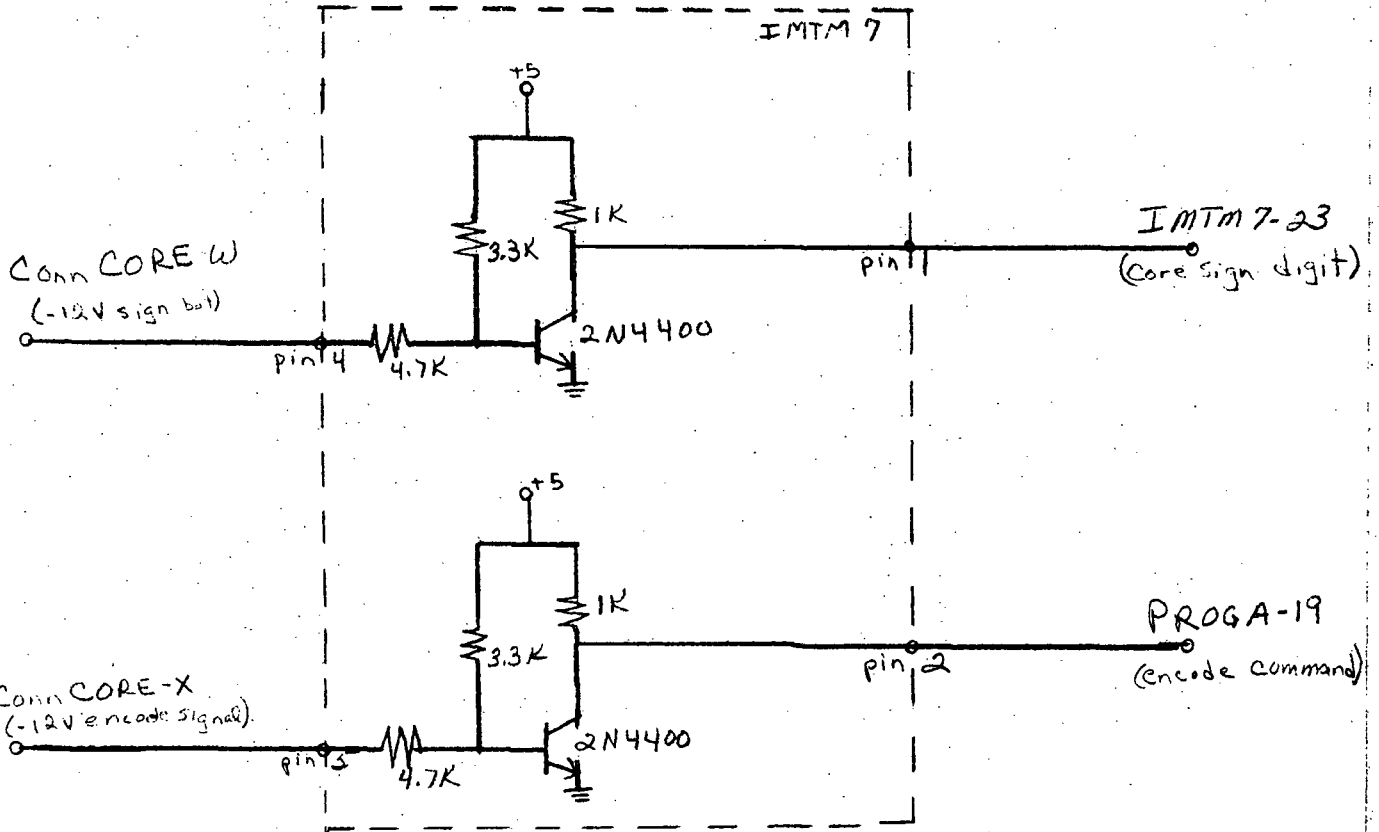 IMTM 7
+5
1K
3.3K
Conn CORE-W
(-12V sign bit)
pin 4
4.7K
2N4400
pin 1
IMTM 7-23
(core sign digit)
+5
1K
3.3K
Conn CORE-X
(-12V encode signal)
pin
4.7K
2N4400
pin 2
PROGA-19
(encode command)